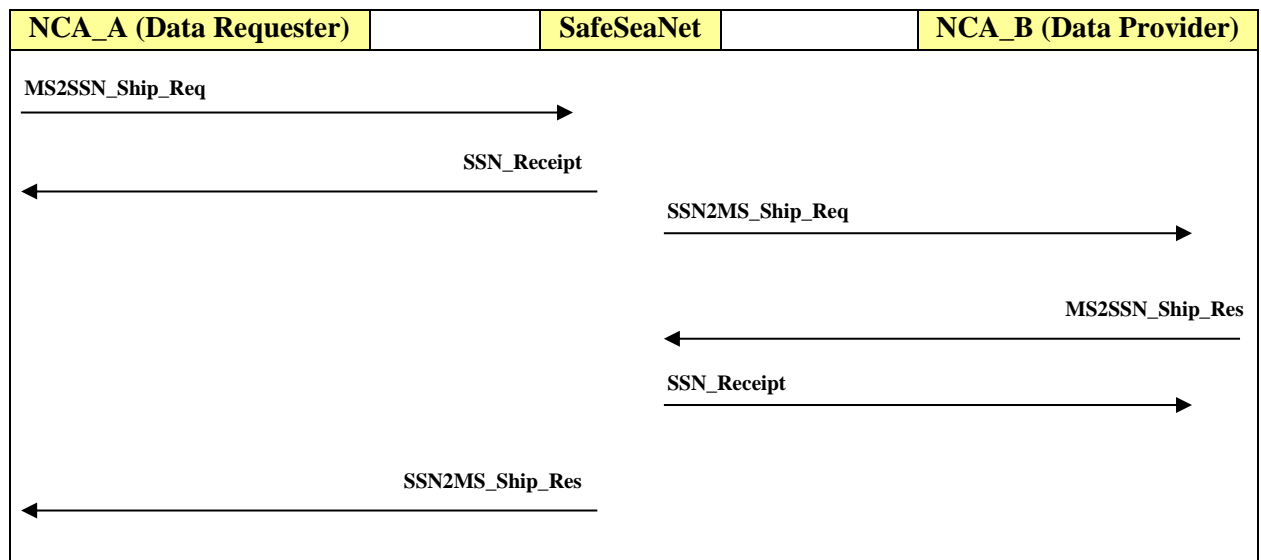 NCA_A (Data Requester) SafeSeaNet NCA_B (Data Provider)
MS2SSN_Ship_Req
SSN_Receipt
SSN2MS_Ship_Req
MS2SSN_Ship_Res
SSN_Receipt
SSN2MS_Ship_Res